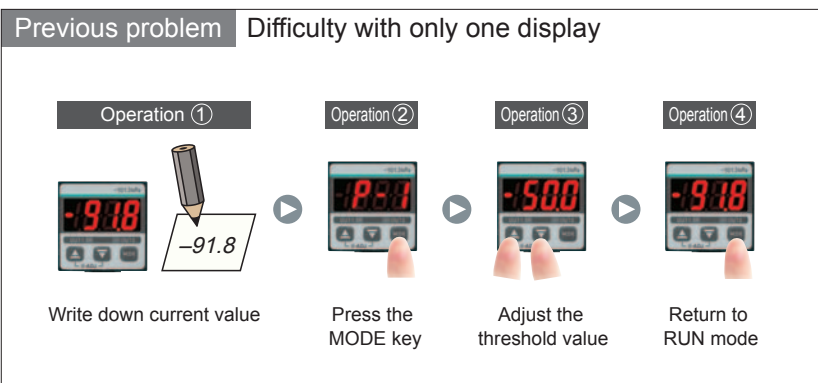 Previous problem Difficulty with only one display
Operation ① Operation ② Operation ③ Operation ④
-91.8
–91.8
P 1
-50.0
-91.8
MODE
Write down current value
Press the
MODE key
Adjust the
threshold value
Return to
RUN mode